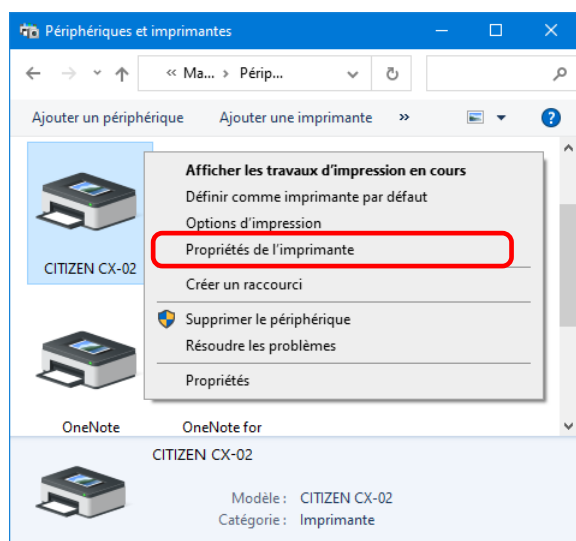 Périphériques et imprimantes
« Ma... › Périp...
Ajouter un périphérique Ajouter une imprimante »
Afficher les travaux d'impression en cours
Définir comme imprimante par défaut
Options d'impression
Propriétés de l'imprimante
CITIZEN CX-02
Créer un raccourci
Supprimer le périphérique
Résoudre les problèmes
Propriétés
OneNote OneNote for
CITIZEN CX-02
Modèle : CITIZEN CX-02
Catégorie : Imprimante